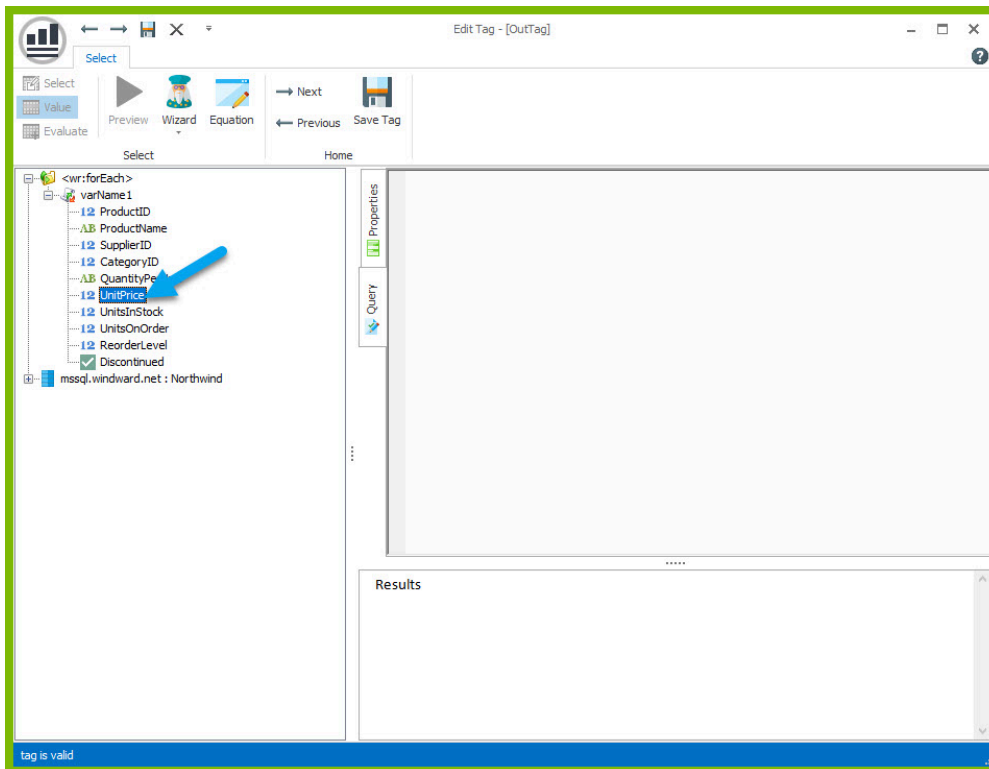 Edit Tag - [OutTag]
Select
Select
Value
Evaluate
Preview
Wizard
Equation
Next
Previous
Save Tag
Select
Home
<wr:forEach>
varName1
12 ProductID
AB ProductName
12 SupplierID
12 CategoryID
AB QuantityPe
12 UnitPrice
12 UnitsInStock
12 UnitsOnOrder
12 ReorderLevel
Discontinued
mssql.windward.net : Northwind
Properties
Query
Results
tag is valid